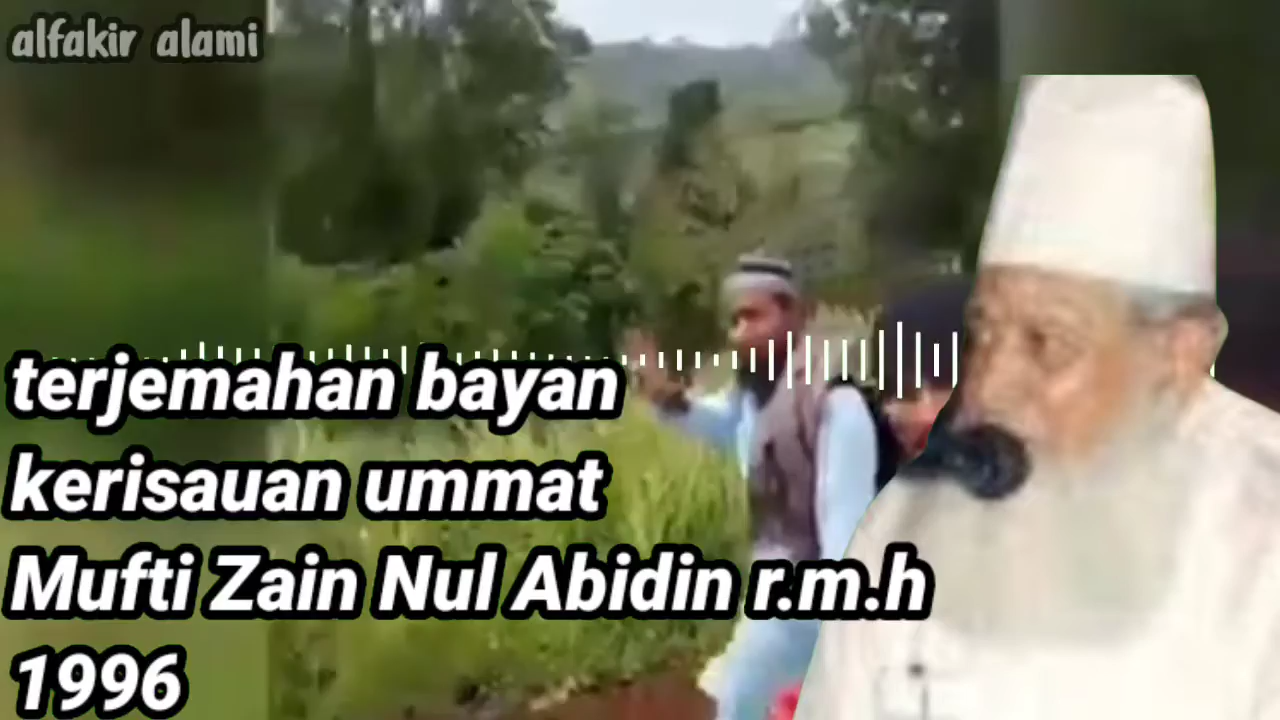 alfakir alami
terjemahan bayan
kerisauan ummat
Mufti Zain Nul Abidin r.m.h
1996